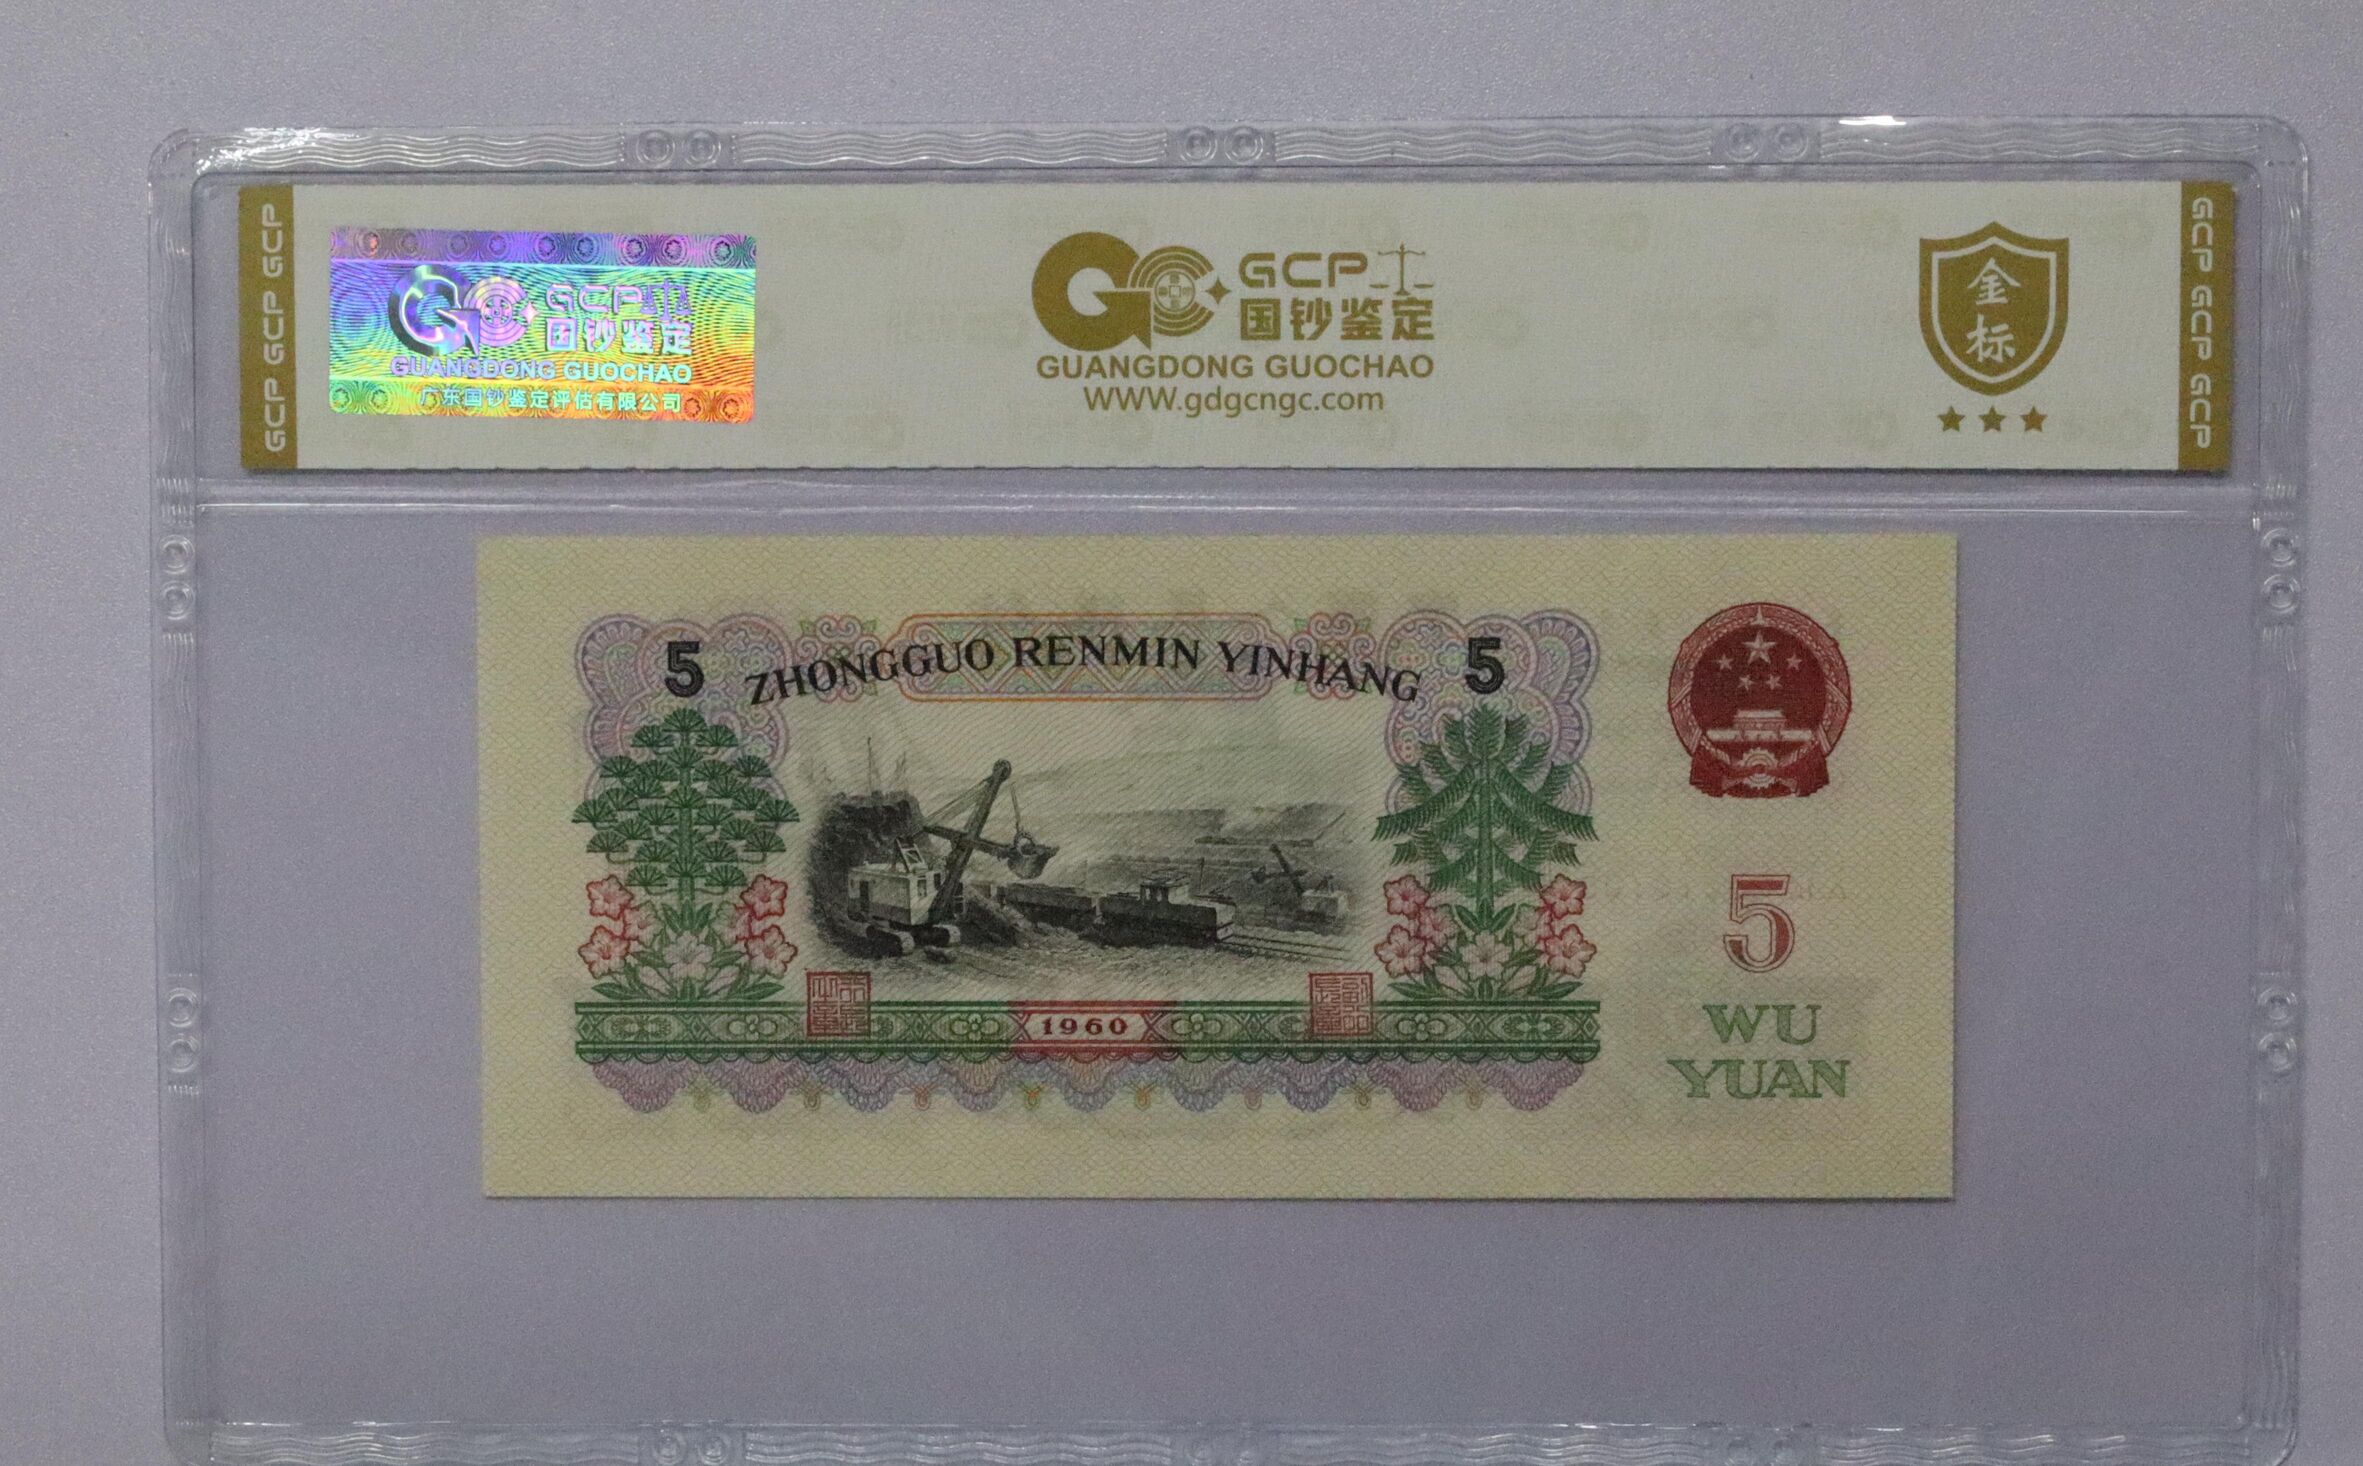 GCP GCP GCP
GCP
国钞鉴定
GUANGDONG GUOCHAO
广东国钞鉴定评估有限公司
GCP
国钞鉴定
GUANGDONG GUOCHAO
WWW.gdgcngc.com
金
标
GCP GCP GCP
5 ZHONGGUO RENMIN YINHANG 5
1960
5
WU
YUAN